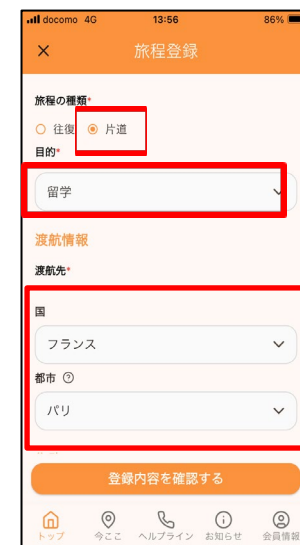 docomo 4G 13:56 86%
× 旅程登録
旅程の種類*
往復 片道
目的*
留学
渡航情報
渡航先*
国
フランス
都市 ?
パリ
登録内容を確認する
トップ 今ここ ヘルプライン お知らせ 会員情報